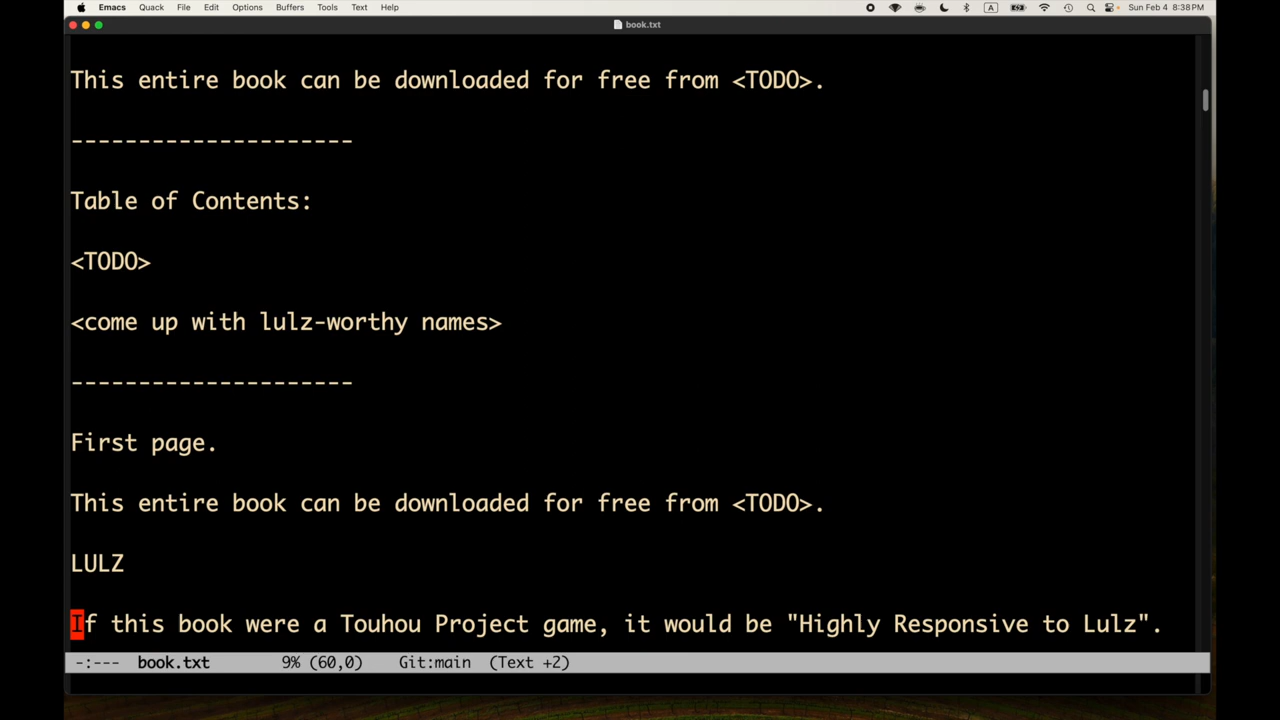 Emacs Quack File Edit Options Buffers Tools Text Help A Sun Feb 4 8:38 PM
book.txt
This entire book can be downloaded for free from <TODO>.
---------------------
Table of Contents:
<TODO>
<come up with lulz-worthy names>
---------------------
First page.
This entire book can be downloaded for free from <TODO>.
LULZ
If this book were a Touhou Project game, it would be "Highly Responsive to Lulz".
-:--- book.txt 9% (60,0) Git:main (Text +2)